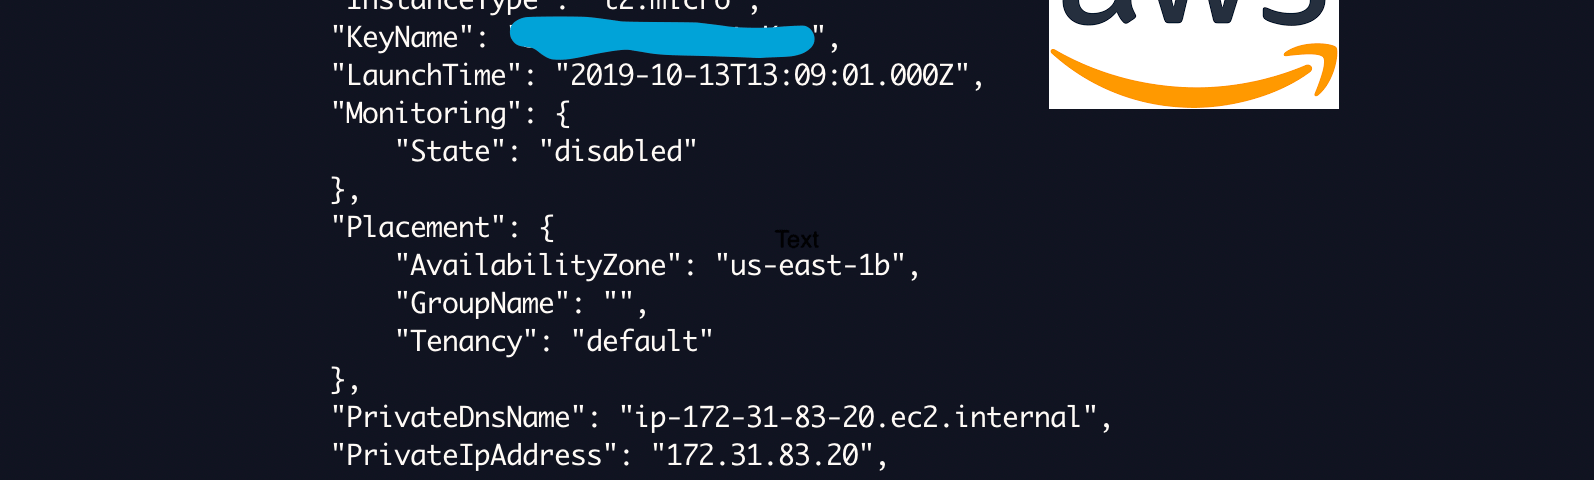 "InstanceType": "t2.micro",
"KeyName": ",
"LaunchTime": "2019-10-13T13:09:01.000Z",
"Monitoring": {
"State": "disabled"
},
"Placement": {
Text
"AvailabilityZone": "us-east-1b",
"GroupName": "",
"Tenancy": "default"
},
"PrivateDnsName": "ip-172-31-83-20.ec2.internal",
"PrivateIpAddress": "172.31.83.20",
aws